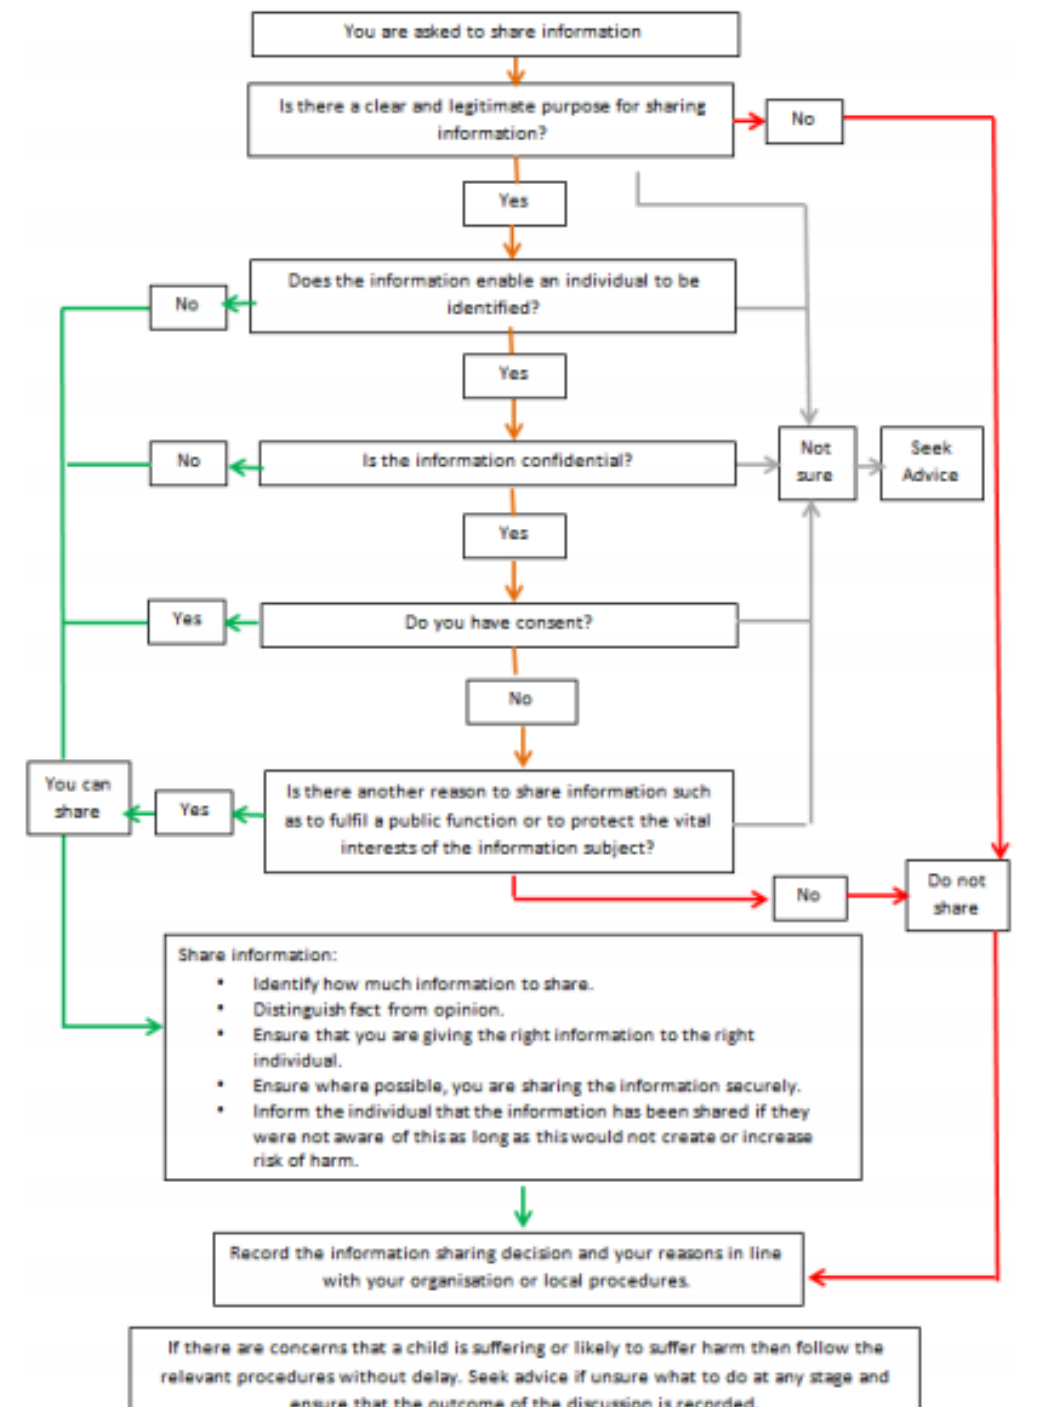 You are asked to share information
Is there a clear and legitimate purpose for sharing
information?
No
Yes
Does the information enable an individual to be
identified?
No
Yes
Is the information confidential?
No
Not
sure
Seek
Advice
Yes
Do you have consent?
Yes
No
You can
share
Yes
Is there another reason to share information such
as to fulfil a public function or to protect the vital
interests of the information subject?
No
Do not
share
Share information:
• Identify how much information to share.
• Distinguish fact from opinion.
• Ensure that you are giving the right information to the right
individual.
• Ensure where possible, you are sharing the information securely.
• Inform the individual that the information has been shared if they
were not aware of this as long as this would not create or increase
risk of harm.
Record the information sharing decision and your reasons in line
with your organisation or local procedures.
If there are concerns that a child is suffering or likely to suffer harm then follow the
relevant procedures without delay. Seek advice if unsure what to do at any stage and
ensure that the outcome of the discussion is recorded.